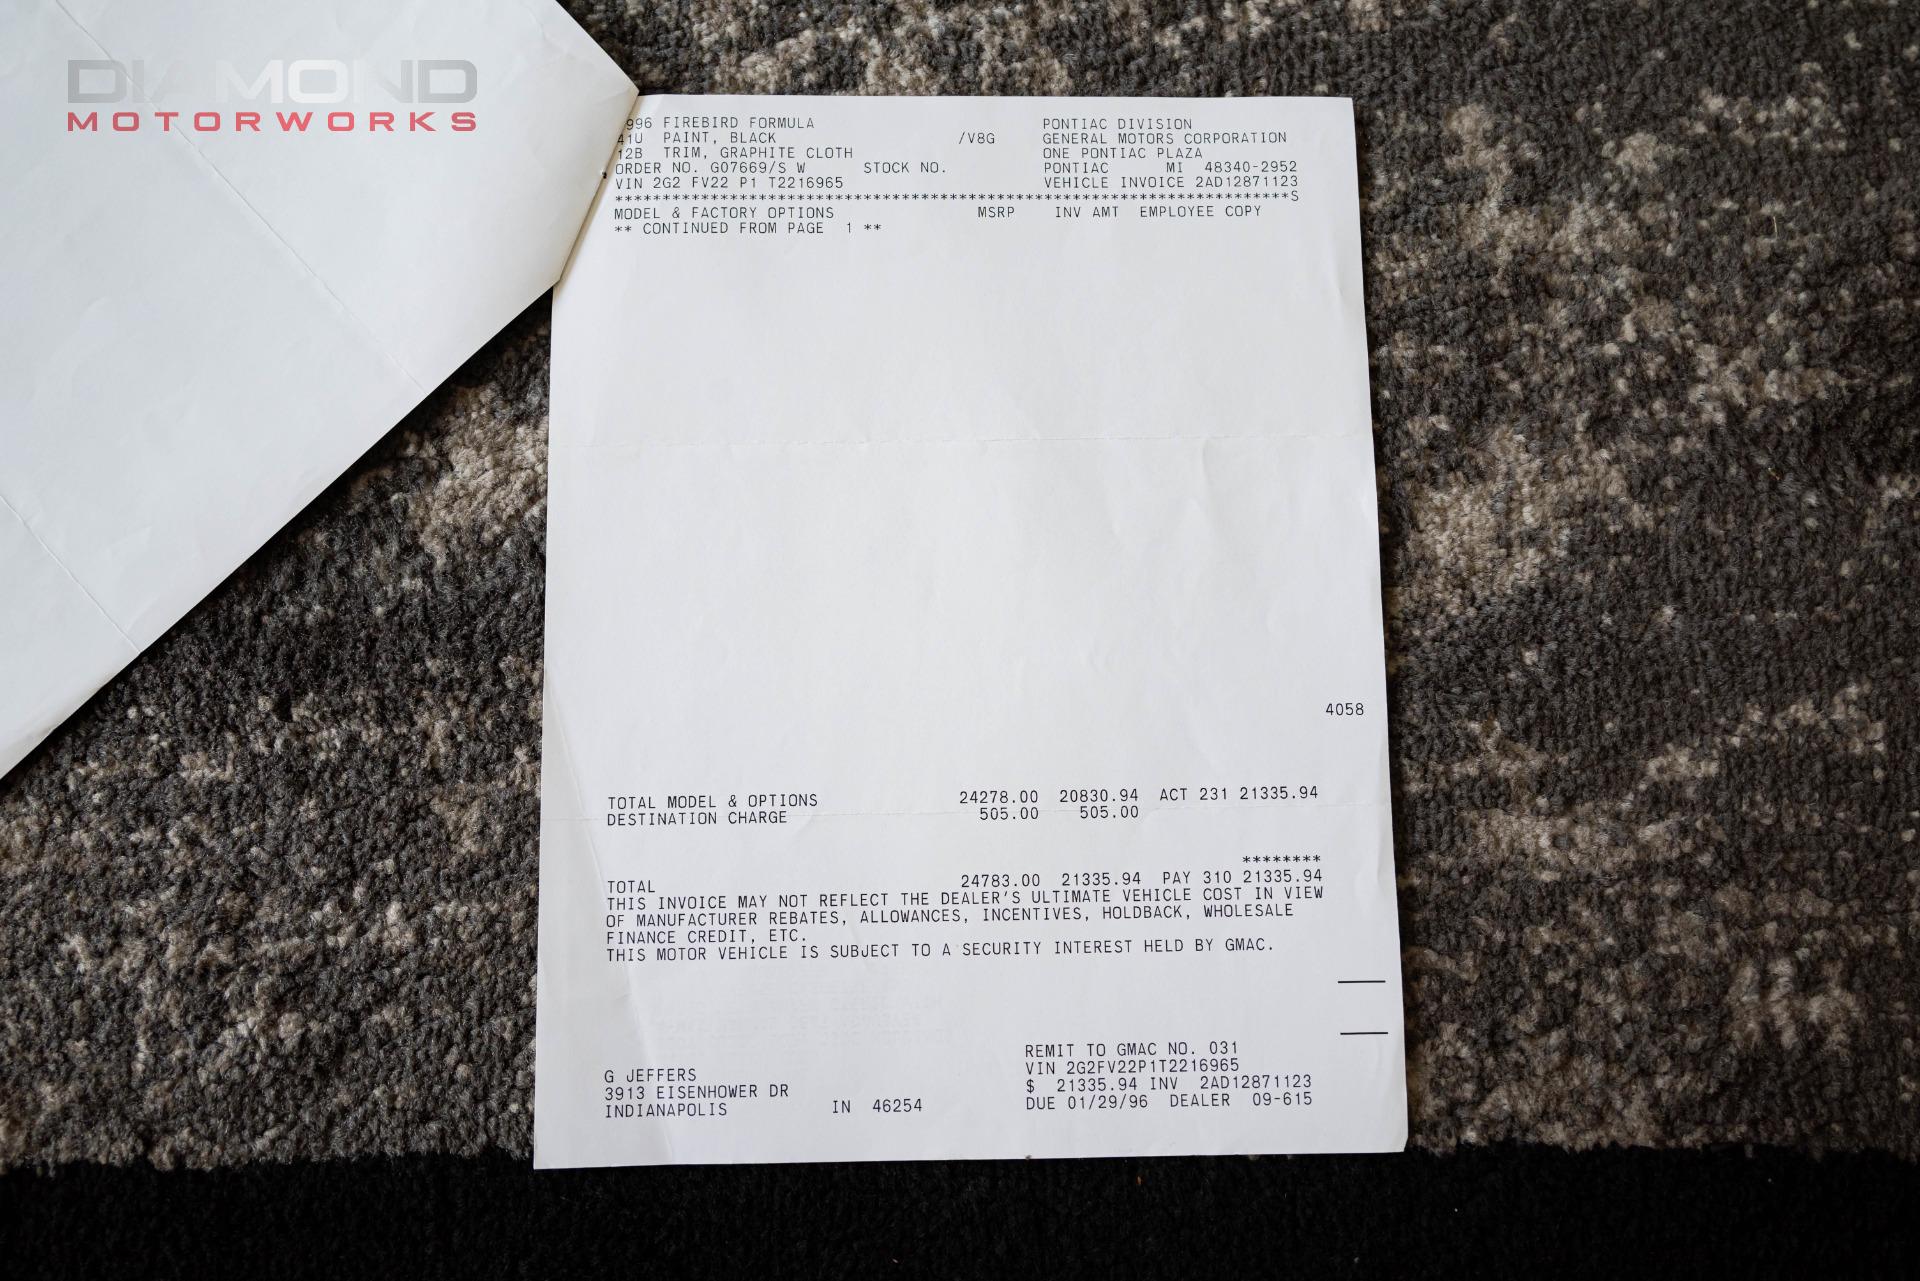 DIAMOND
MOTORWORKS
996 FIREBIRD FORMULA PONTIAC DIVISION
41U PAINT, BLACK /V8G GENERAL MOTORS CORPORATION
12B TRIM, GRAPHITE CLOTH ONE PONTIAC PLAZA
ORDER NO. G07669/S W STOCK NO. PONTIAC MI 48340-2952
VIN 2G2 FV22 P1 T2216965 VEHICLE INVOICE 2AD12871123
************************************************************************S
MODEL & FACTORY OPTIONS MSRP INV AMT EMPLOYEE COPY
** CONTINUED FROM PAGE 1 **
4058
TOTAL MODEL & OPTIONS 24278.00 20830.94 ACT 231 21335.94
DESTINATION CHARGE 505.00 505.00
********
TOTAL 24783.00 21335.94 PAY 310 21335.94
THIS INVOICE MAY NOT REFLECT THE DEALER'S ULTIMATE VEHICLE COST IN VIEW
OF MANUFACTURER REBATES, ALLOWANCES, INCENTIVES, HOLDBACK, WHOLESALE
FINANCE CREDIT, ETC.
THIS MOTOR VEHICLE IS SUBJECT TO A SECURITY INTEREST HELD BY GMAC.
REMIT TO GMAC NO. 031
VIN 2G2FV22P1T2216965
G JEFFERS $ 21335.94 INV 2AD12871123
3913 EISENHOWER DR DUE 01/29/96 DEALER 09-615
INDIANAPOLIS IN 46254